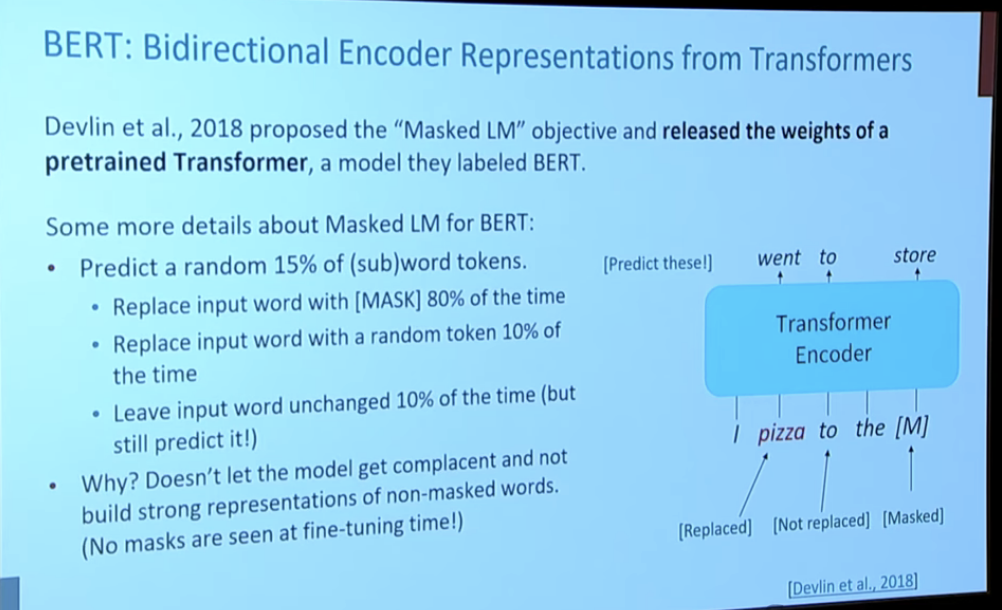 BERT: Bidirectional Encoder Representations from Transformers
Devlin et al., 2018 proposed the “Masked LM” objective and released the weights of a
pretrained Transformer, a model they labeled BERT.
Some more details about Masked LM for BERT:
• Predict a random 15% of (sub)word tokens.
• Replace input word with [MASK] 80% of the time
• Replace input word with a random token 10% of
the time
• Leave input word unchanged 10% of the time (but
still predict it!)
• Why? Doesn’t let the model get complacent and not
build strong representations of non-masked words.
(No masks are seen at fine-tuning time!)
[Predict these!] went to store
Transformer
Encoder
I pizza to the [M]
[Replaced] [Not replaced] [Masked]
[Devlin et al., 2018]